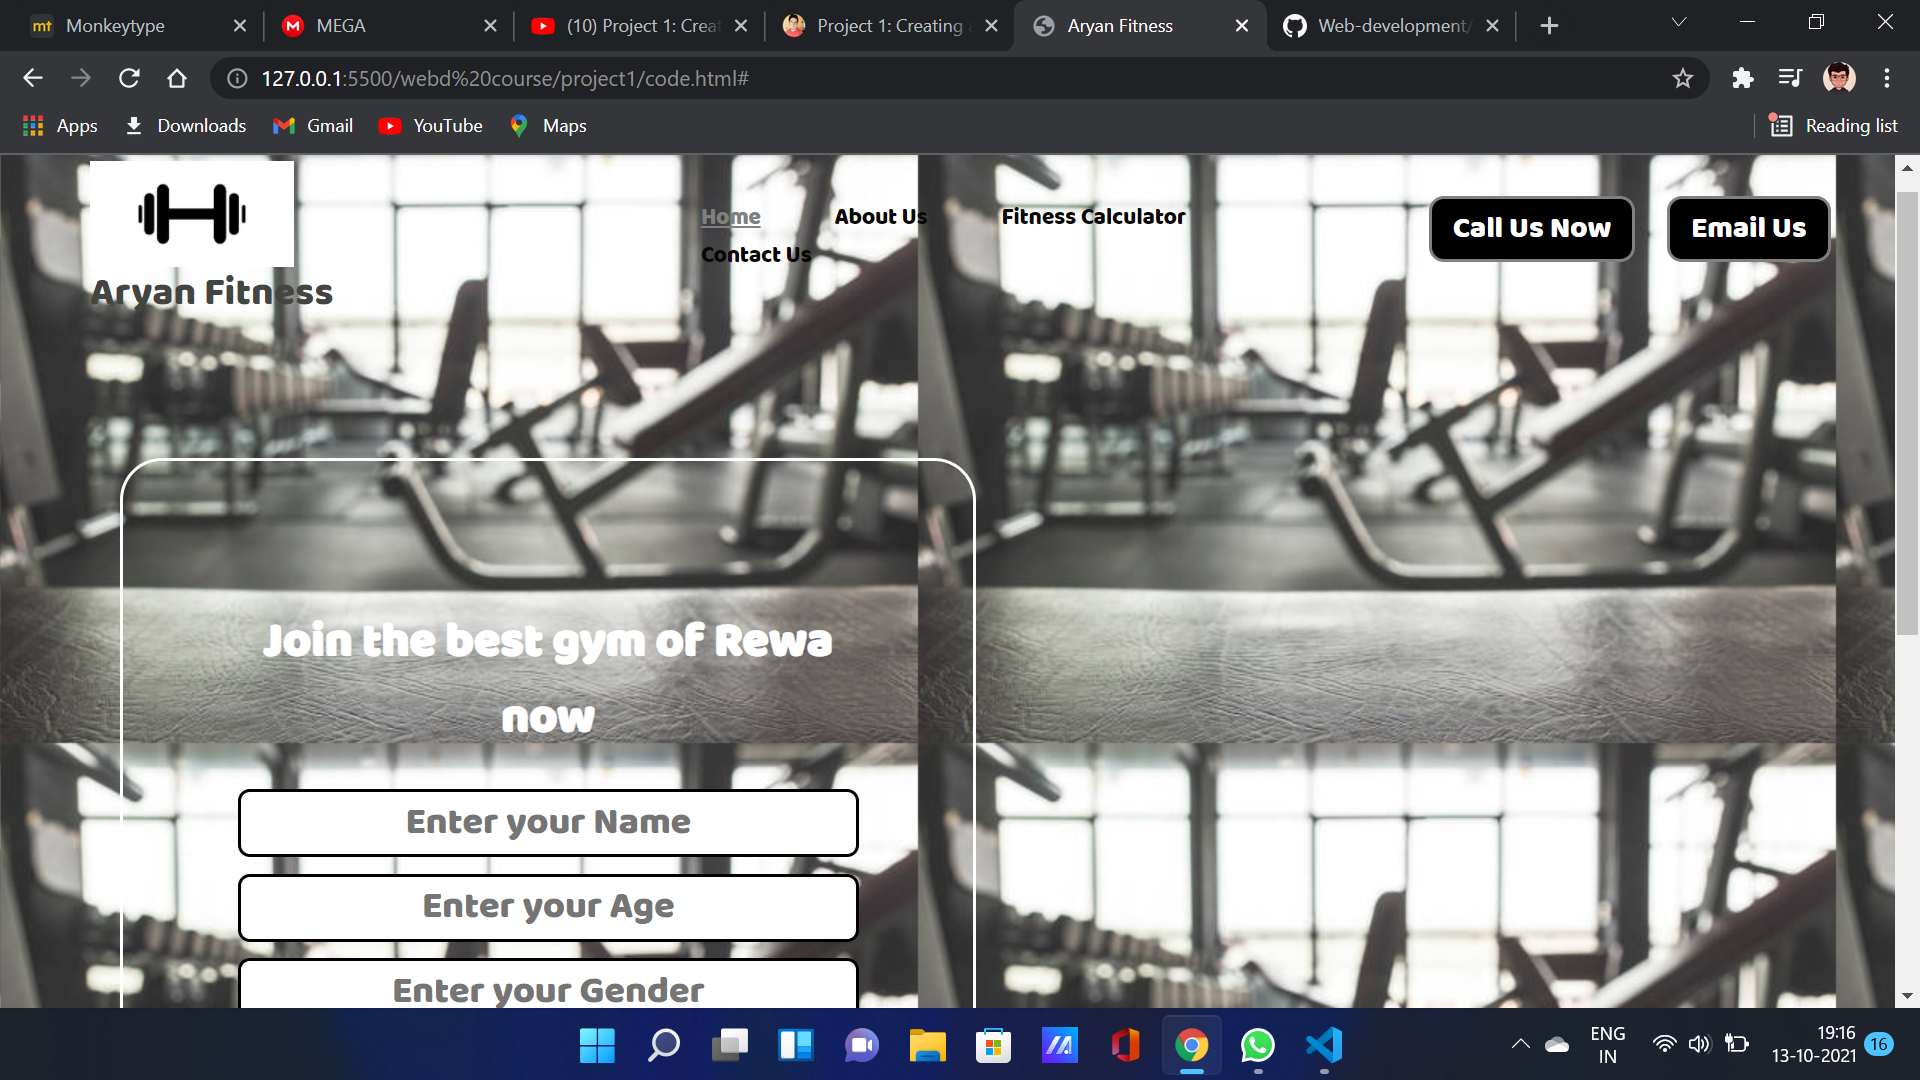 mt Monkeytype
M MEGA
(10) Project 1: Creat
Project 1: Creating a
Aryan Fitness
Web-development/
127.0.0.1:5500/webd%20course/project1/code.html#
Apps
Downloads
Gmail
YouTube
Maps
Reading list
Home
About Us
Fitness Calculator
Contact Us
Call Us Now
Email Us
Aryan Fitness
Join the best gym of Rewa
now
Enter your Name
Enter your Age
Enter your Gender
ENG
IN
19:16
13-10-2021
16